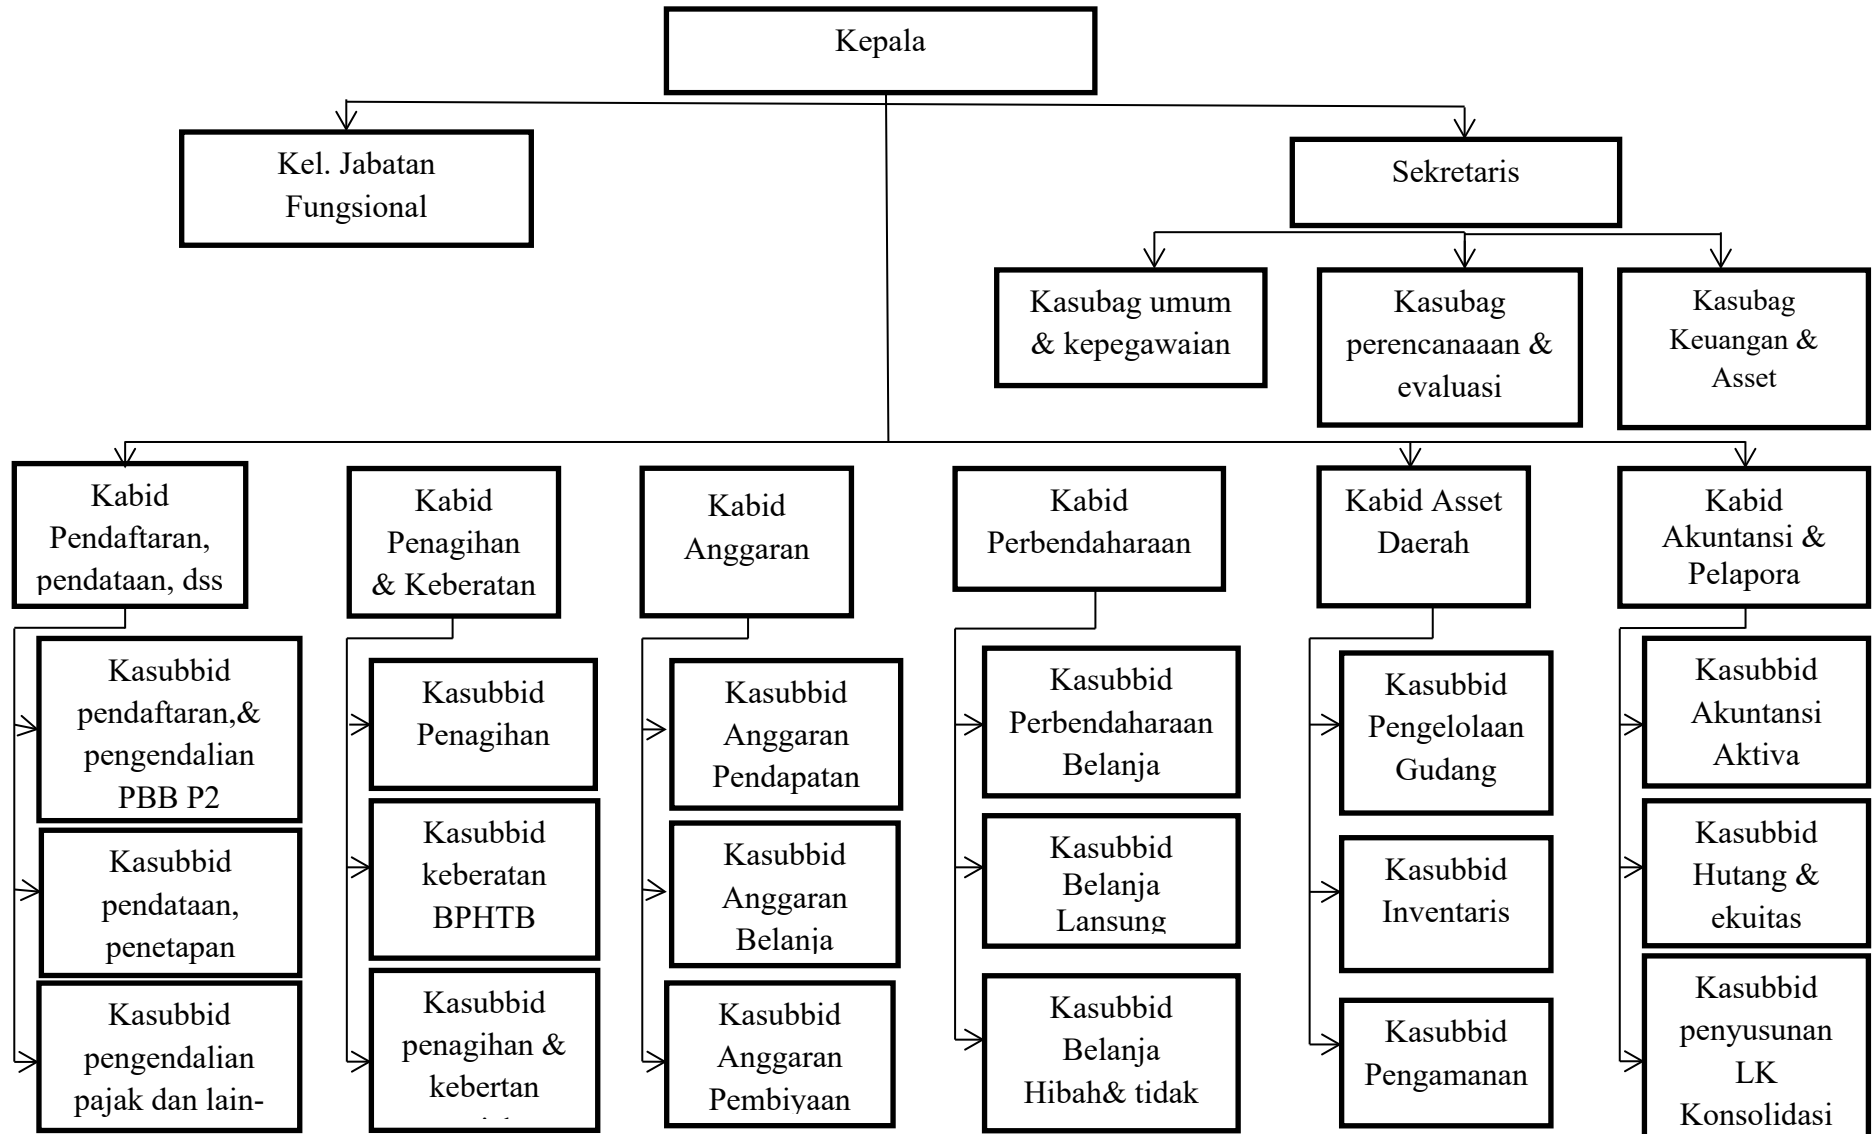 Kepala
Kel. Jabatan
Fungsional
Sekretaris
Kasubag umum
& kepegawaian
Kasubag
perencanaaan &
evaluasi
Kasubag
Keuangan &
Asset
Kabid
Pendaftaran,
pendataan, dss
Kabid
Penagihan
& Keberatan
Kabid
Anggaran
Kabid
Perbendaharaan
Kabid Asset
Daerah
Kabid
Akuntansi &
Pelapora
Kasubbid
pendaftaran,&
pengendalian
PBB P2
Kasubbid
pendataan,
penetapan
Kasubbid
pengendalian
pajak dan lain-
Kasubbid
Penagihan
Kasubbid
keberatan
BPHTB
Kasubbid
penagihan &
kebertan
Kasubbid
Anggaran
Pendapatan
Kasubbid
Anggaran
Belanja
Kasubbid
Anggaran
Pembiyaan
Kasubbid
Perbendaharaan
Belanja
Kasubbid
Belanja
Lansung
Kasubbid
Belanja
Hibah& tidak
Kasubbid
Pengelolaan
Gudang
Kasubbid
Inventaris
Kasubbid
Pengamanan
Kasubbid
Akuntansi
Aktiva
Kasubbid
Hutang &
ekuitas
Kasubbid
penyusunan
LK
Konsolidasi